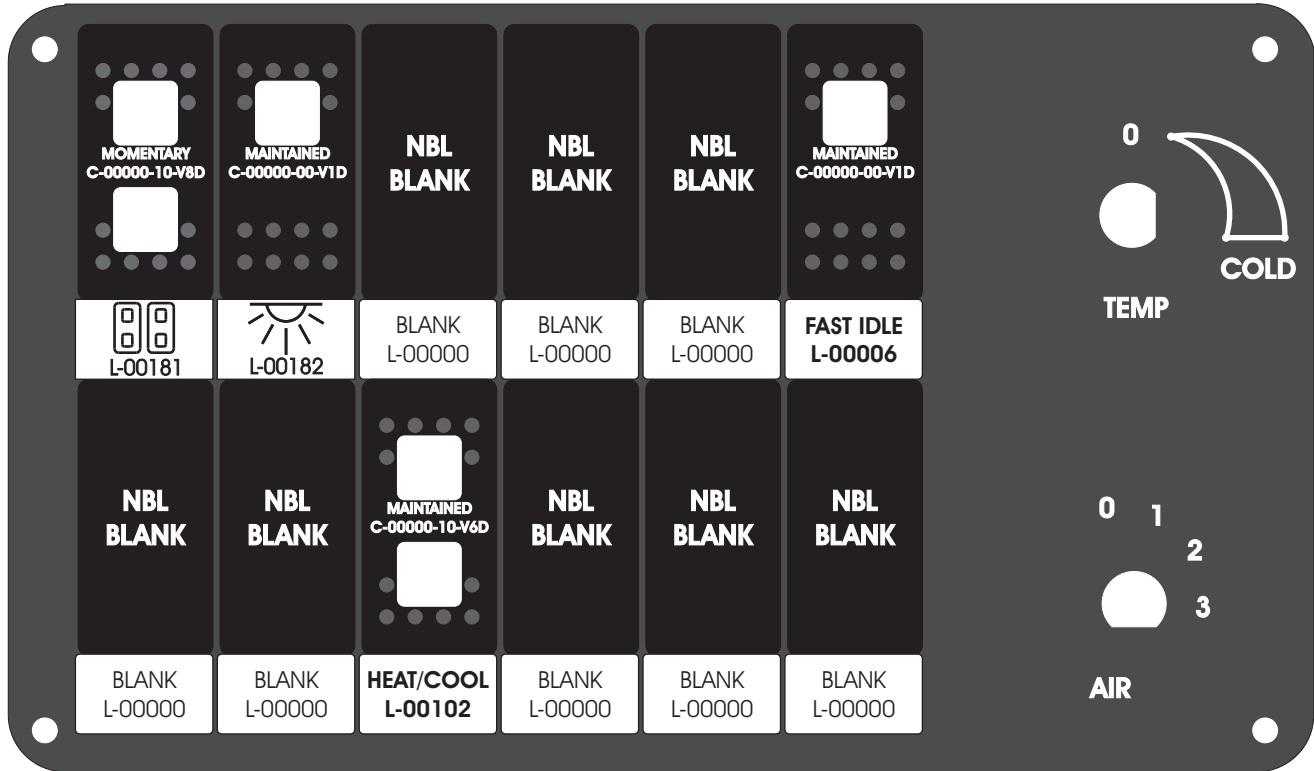 MOMENTARY
C-00000-10-V8D
MAINTAINED
C-00000-00-V1D
NBL
BLANK
NBL
BLANK
NBL
BLANK
MAINTAINED
C-00000-00-V1D
L-00181
L-00182
BLANK
L-00000
BLANK
L-00000
BLANK
L-00000
FAST IDLE
L-00006
0
COLD
TEMP
NBL
BLANK
NBL
BLANK
MAINTAINED
C-00000-10-V6D
NBL
BLANK
NBL
BLANK
NBL
BLANK
BLANK
L-00000
BLANK
L-00000
HEAT/COOL
L-00102
BLANK
L-00000
BLANK
L-00000
BLANK
L-00000
0
1
2
3
AIR